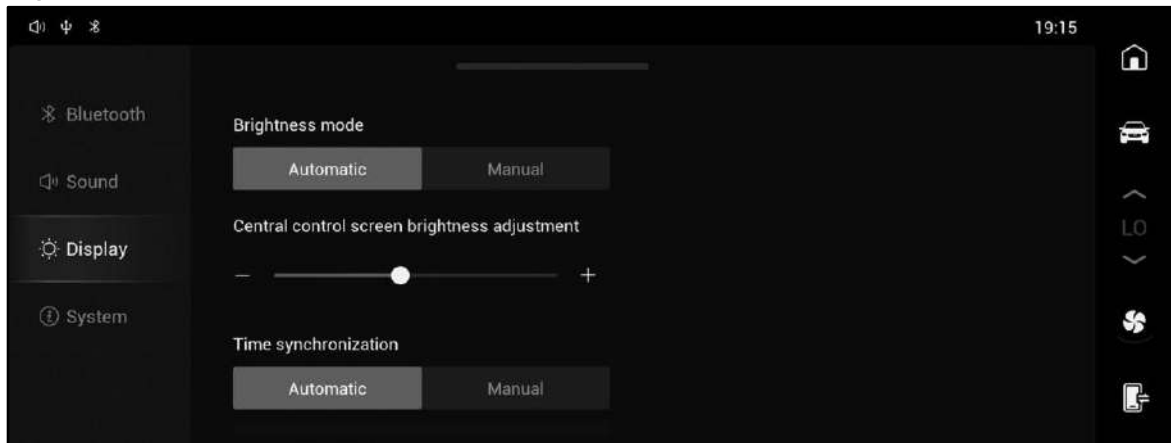 19:15
Bluetooth
Sound
Display
System
Brightness mode
Automatic Manual
Central control screen brightness adjustment
Time synchronization
Automatic Manual
LO